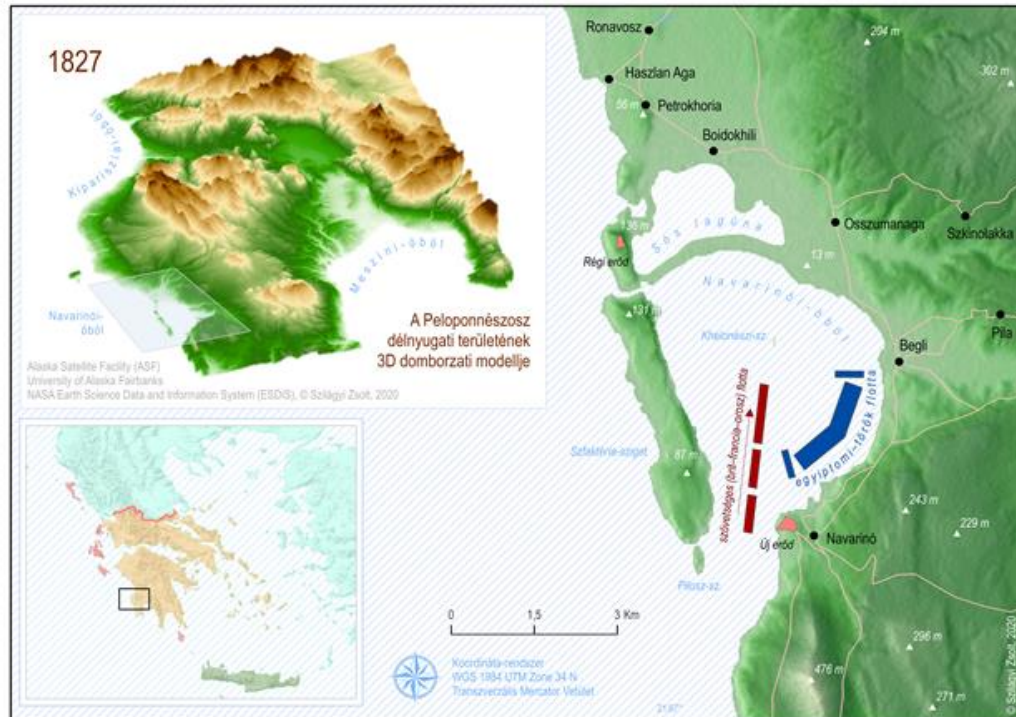 1827
Kipariszi-öböl
Meszíni-öböl
Navarinói-
öböl
A Peloponnészosz
délnyugati területének
3D domborzati modellje
Alaska Satellite Facility (ASF)
University of Alaska Fairbanks
NASA Earth Science Data and Information System (ESDIS), © Szilágyi Zsolt, 2020
Ronavosz
204 m
302 m
Haszlan Aga
56 m
Petrokhoria
Boidokhili
136 m
Sós lagúna
Osszumanaga
Szkinolakka
Régi erőd
13 m
Navarinói-öböl
131 m
Khelonészi-sz.
Pila
Begli
szövetséges (brit–francia–orosz) flotta
egyiptomi–török flotta
Szfaktéria-sziget
87 m
243 m
229 m
Új erőd
Navarinó
Pilosz-sz.
0 1,5 3 Km
296 m
Koordináta-rendszer
WGS 1984 UTM Zone 34 N
Transzverzális Mercator Vetület
476 m
271 m
© Szilágyi Zsolt, 2020